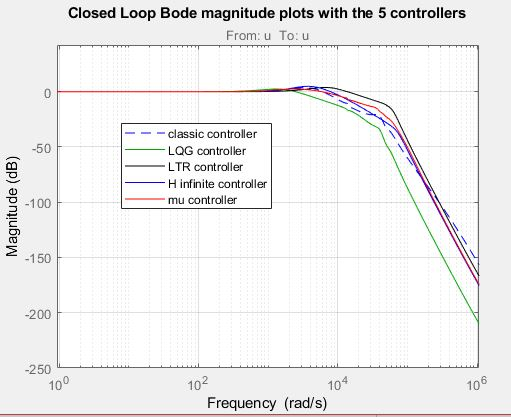 Closed Loop Bode magnitude plots with the 5 controllers
From: u To: u
Magnitude (dB)
0
-50
-100
-150
-200
-250
classic controller
LQG controller
LTR controller
H infinite controller
mu controller
10^0
10^2
10^4
10^6
Frequency (rad/s)